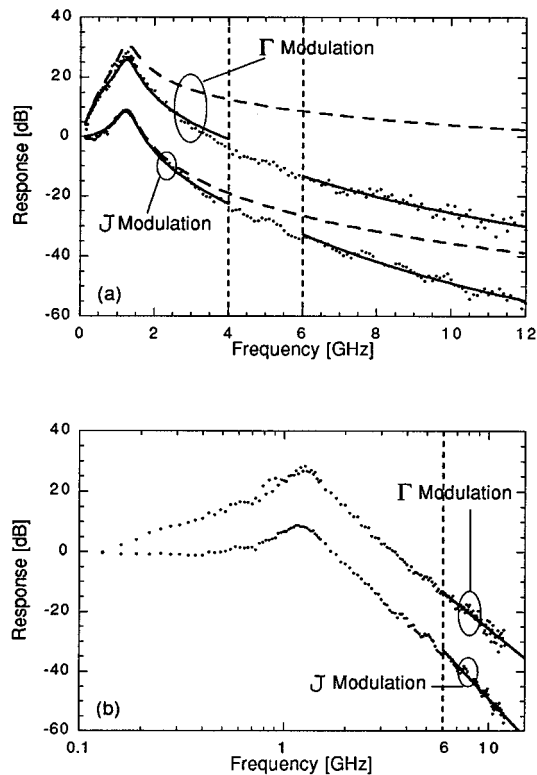 40
20
0
-20
-40
-60
Response [dB]
Γ Modulation
J Modulation
(a)
0 2 4 6 8 10 12
Frequency [GHz]
40
20
0
-20
-40
-60
Response [dB]
Γ Modulation
J Modulation
(b)
0.1 1 6 10
Frequency [GHz]